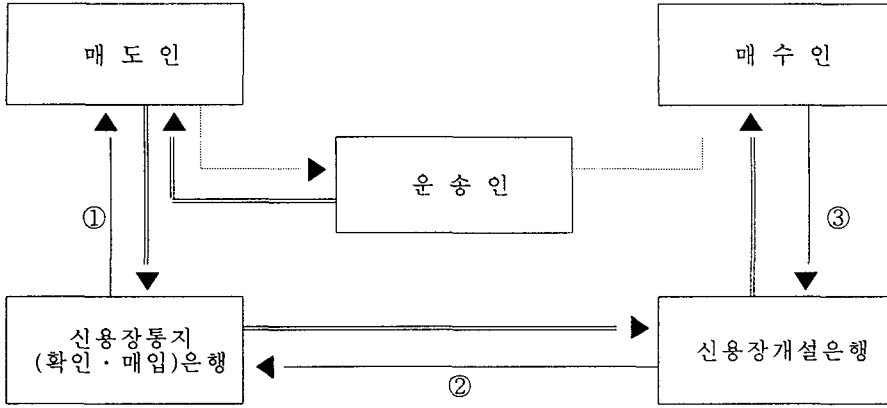 매 도 인
매 수 인
운 송 인
①
③
신용장통지
(확인 · 매입)은행
신용장개설은행
②